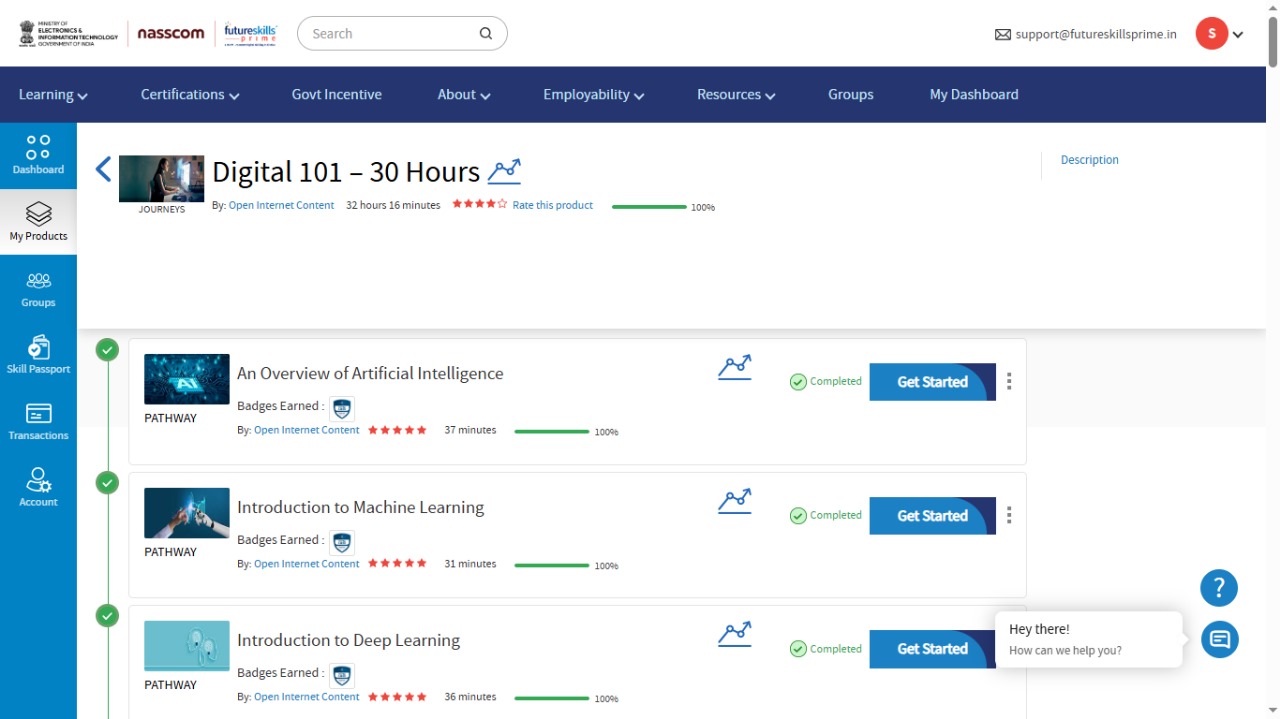 MINISTRY OF
ELECTRONICS &
INFORMATION TECHNOLOGY
GOVERNMENT OF INDIA
nasscom
futureskills
prime
Search
support@futureskillsprime.in
S
Learning
Certifications
Govt Incentive
About
Employability
Resources
Groups
My Dashboard
Dashboard
My Products
Groups
Skill Passport
Transactions
Account
Digital 101 – 30 Hours
JOURNEYS
By: Open Internet Content 32 hours 16 minutes Rate this product 100%
Description
An Overview of Artificial Intelligence
PATHWAY
Badges Earned :
By: Open Internet Content 37 minutes 100%
Completed
Get Started
Introduction to Machine Learning
PATHWAY
Badges Earned :
By: Open Internet Content 31 minutes 100%
Completed
Get Started
Introduction to Deep Learning
PATHWAY
Badges Earned :
By: Open Internet Content 36 minutes 100%
Completed
Get Started
?
Hey there!
How can we help you?